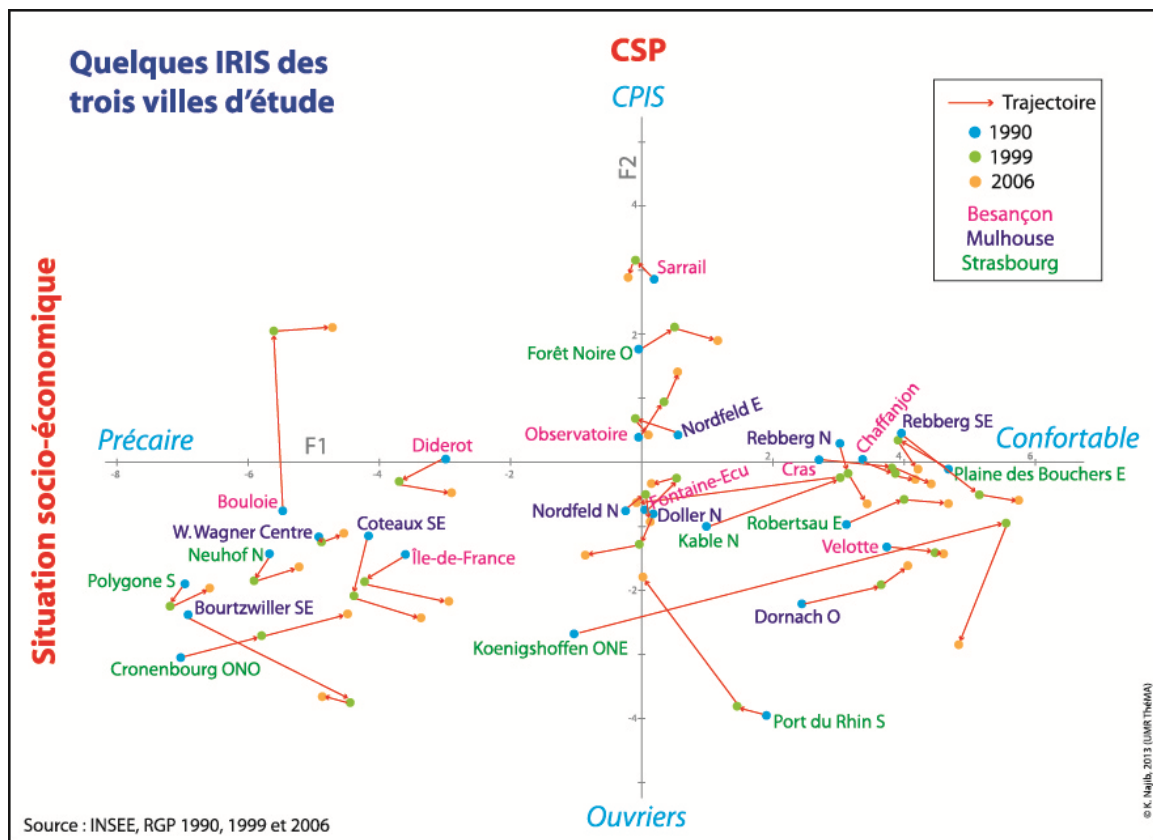 Quelques IRIS des
trois villes d'étude
CSP
CPIS
Trajectoire
1990
1999
2006
Besançon
Mulhouse
Strasbourg
F2
4
Sarrail
2
Forêt Noire O
Situation socio-économique
Précaire
F1
Diderot
Observatoire
Nordfeld E
Rebberg N
Chaffanjon
Rebberg SE
Confortable
-8
-6
-4
-2
0
2
4
6
Bouloie
Cras
Plaine des Bouchers E
W.Wagner Centre
Coteaux SE
Nordfeld N
Fontaine-Ecu
Doller N
Kable N
Robertsau E
Neuhof N
Île-de-France
Velotte
Polygone S
Bourtzwiller SE
Dornach O
Koenigshoffen ONE
Cronenbourg ONO
-4
Port du Rhin S
Ouvriers
Source : INSEE, RGP 1990, 1999 et 2006
© K. Najib, 2013 (UMR ThéMA)